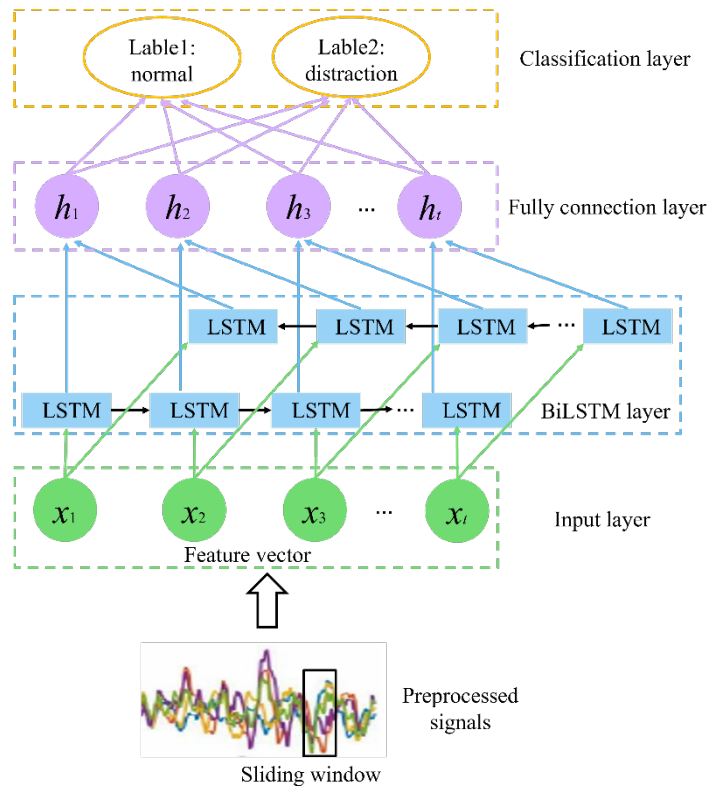 Lable1:
normal
Lable2:
distraction
Classification layer
h1
h2
h3
...
ht
Fully connection layer
LSTM
LSTM
LSTM
...
LSTM
LSTM
LSTM
LSTM
...
LSTM
BiLSTM layer
x1
x2
x3
...
xt
Input layer
Feature vector
Preprocessed
signals
Sliding window